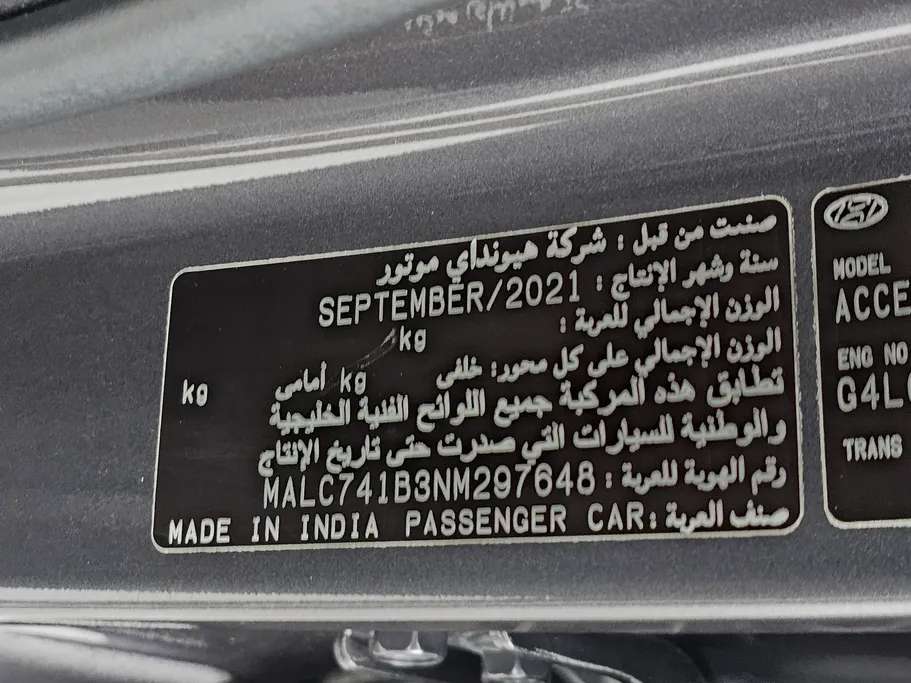 صنعت من قبل : شركة هيونداي موتور
سنة وشهر الإنتاج : SEPTEMBER/2021
الوزن الإجمالي للعربة :
kg
الوزن الإجمالي على كل محور: خلفي
kg أمامى kg
تطابق هذه المركبة جميع اللوائح الفنية الخليجية
والوطنية للسيارات التي صدرت حتى تاريخ الإنتاج
رقم الهوية للعربة : MALC741B3NM297648
صنف العربة : PASSENGER CAR MADE IN INDIA
MODEL
ACCE
ENG NO
G4L
TRANS